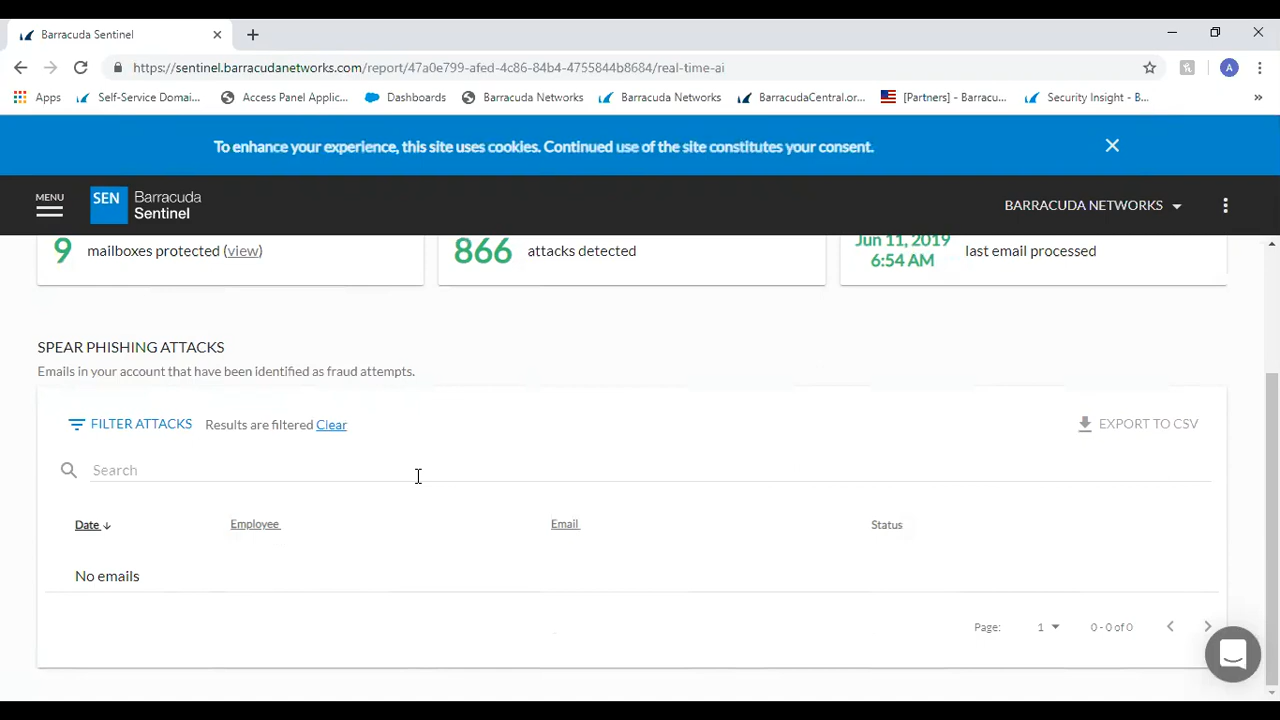 Barracuda Sentinel
https://sentinel.barracudanetworks.com/report/47a0e799-afed-4c86-84b4-4755844b8684/real-time-ai
A
Apps
Self-Service Domai...
Access Panel Applic...
Dashboards
Barracuda Networks
Barracuda Networks
BarracudaCentral.or...
[Partners] – Barracu...
Security Insight - B...
»
To enhance your experience, this site uses cookies. Continued use of the site constitutes your consent.
MENU
SEN
Barracuda
Sentinel
BARRACUDA NETWORKS
9 mailboxes protected (view)
866 attacks detected
Jun 11, 2019
6:54 AM
last email processed
SPEAR PHISHING ATTACKS
Emails in your account that have been identified as fraud attempts.
FILTER ATTACKS
Results are filtered Clear
EXPORT TO CSV
Search
Date
Employee
Email
Status
No emails
Page: 1
0 - 0 of 0